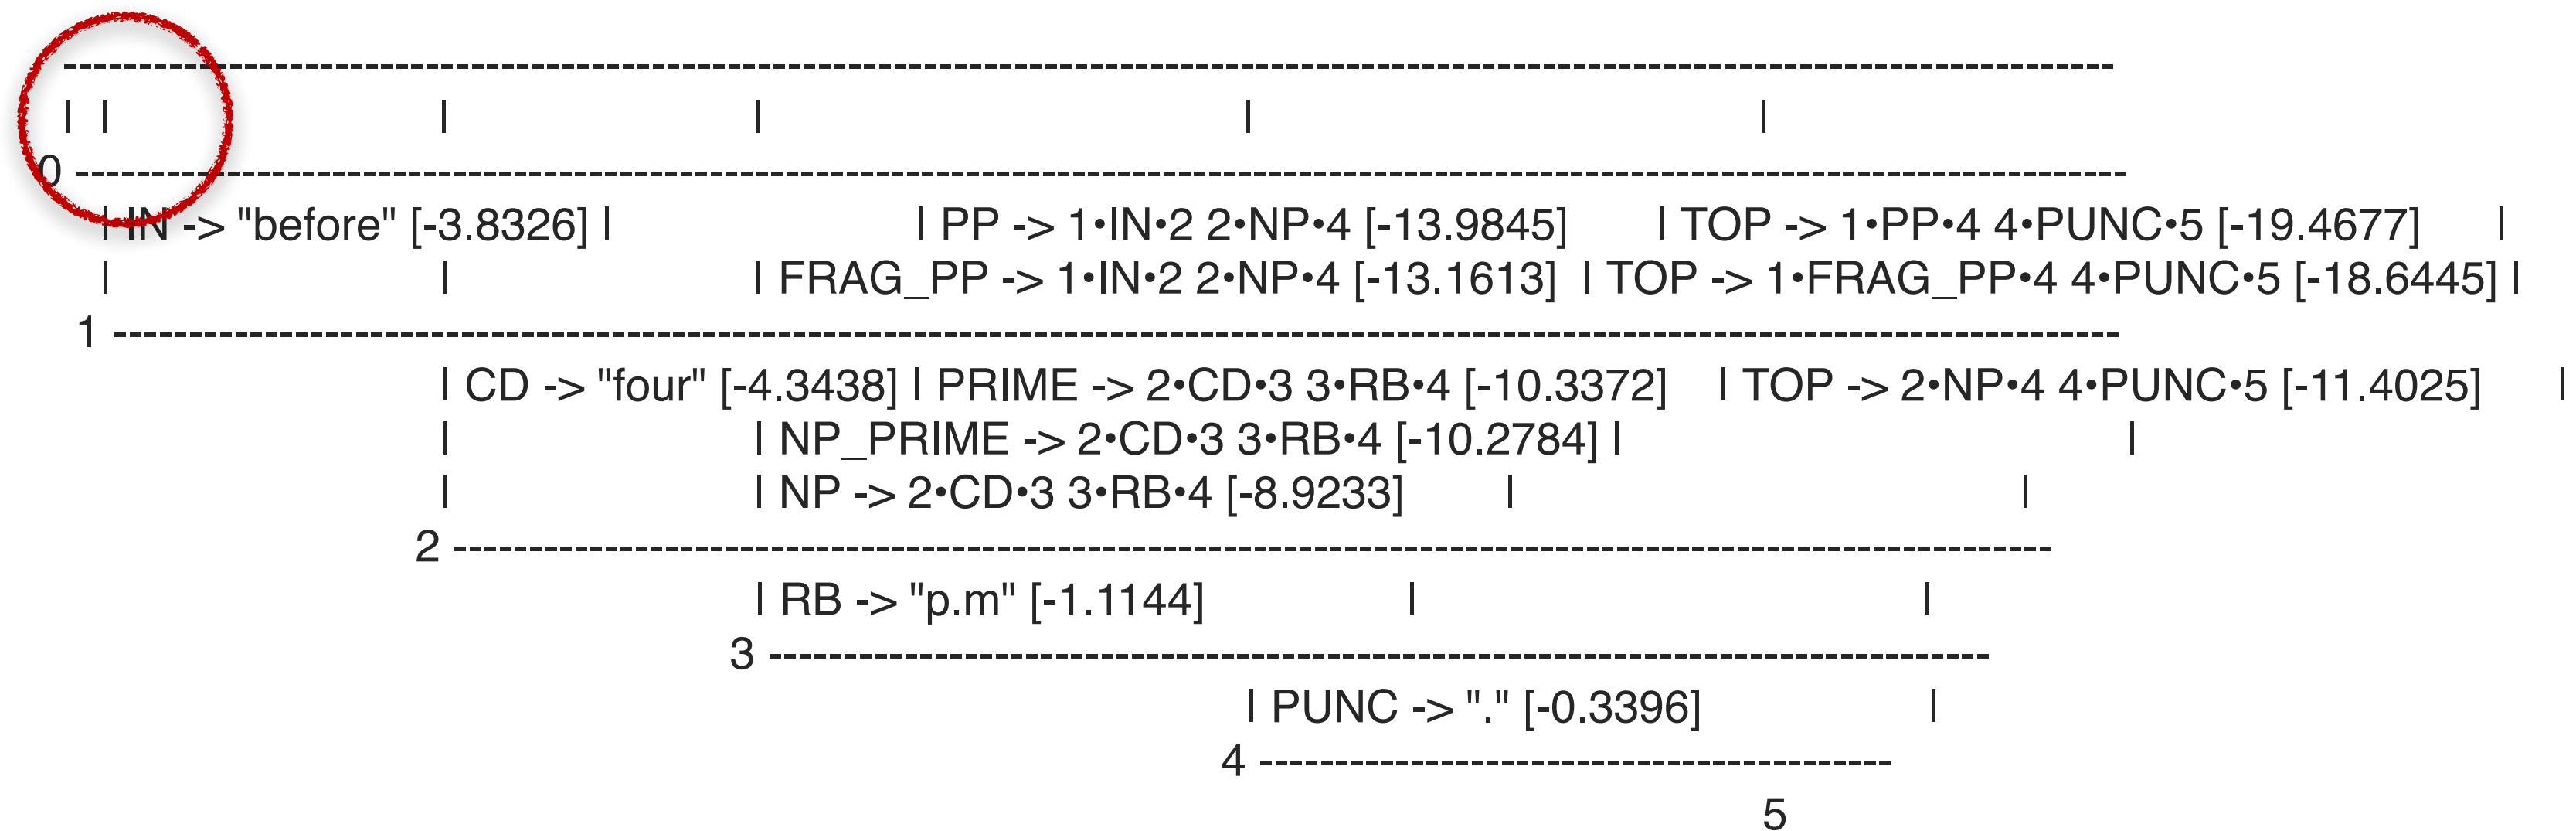 --------------------------------------------------------------------------------
| | | | | |
0 --------------------------------------------------------------------------------
| IN -> "before" [-3.8326] | | PP -> 1•IN•2 2•NP•4 [-13.9845] | TOP -> 1•PP•4 4•PUNC•5 [-19.4677] |
| | | FRAG_PP -> 1•IN•2 2•NP•4 [-13.1613] | TOP -> 1•FRAG_PP•4 4•PUNC•5 [-18.6445] |
1 --------------------------------------------------------------------------------
| CD -> "four" [-4.3438] | PRIME -> 2•CD•3 3•RB•4 [-10.3372] | TOP -> 2•NP•4 4•PUNC•5 [-11.4025] |
| | NP_PRIME -> 2•CD•3 3•RB•4 [-10.2784] | |
| | NP -> 2•CD•3 3•RB•4 [-8.9233] | |
2 --------------------------------------------------------------------------------
| RB -> "p.m" [-1.1144] | |
3 --------------------------------------------------------------------------------
| PUNC -> "." [-0.3396] |
4 --------------------------------------------------------------------------------
5